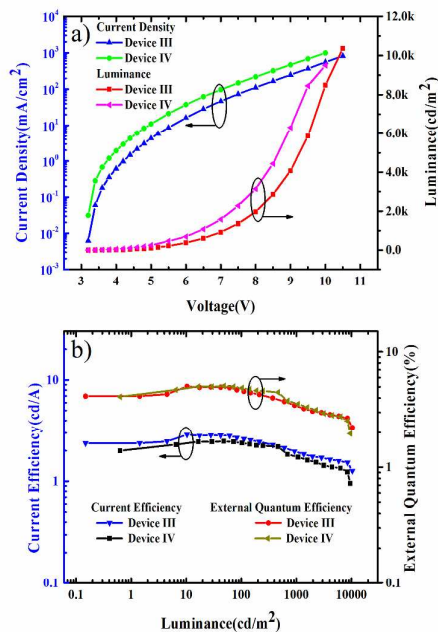 a)
Current Density
Device III
Device IV
Luminance
Device III
Device IV
Current Density(mA/cm²)
10⁴
10³
10²
10¹
10⁰
10⁻¹
10⁻²
10⁻³
12.0k
10.0k
7.0k
5.0k
2.0k
0.0
Luminance(cd/m²)
3 4 5 6 7 8 9 10 11
Voltage(V)
b)
Current Efficiency(cd/A)
10
1
0.1
10
1
0.1
External Quantum Efficiency(%)
Current Efficiency
Device III
Device IV
External Quantum Efficiency
Device III
Device IV
0.1 1 10 100 1000 10000
Luminance(cd/m²)